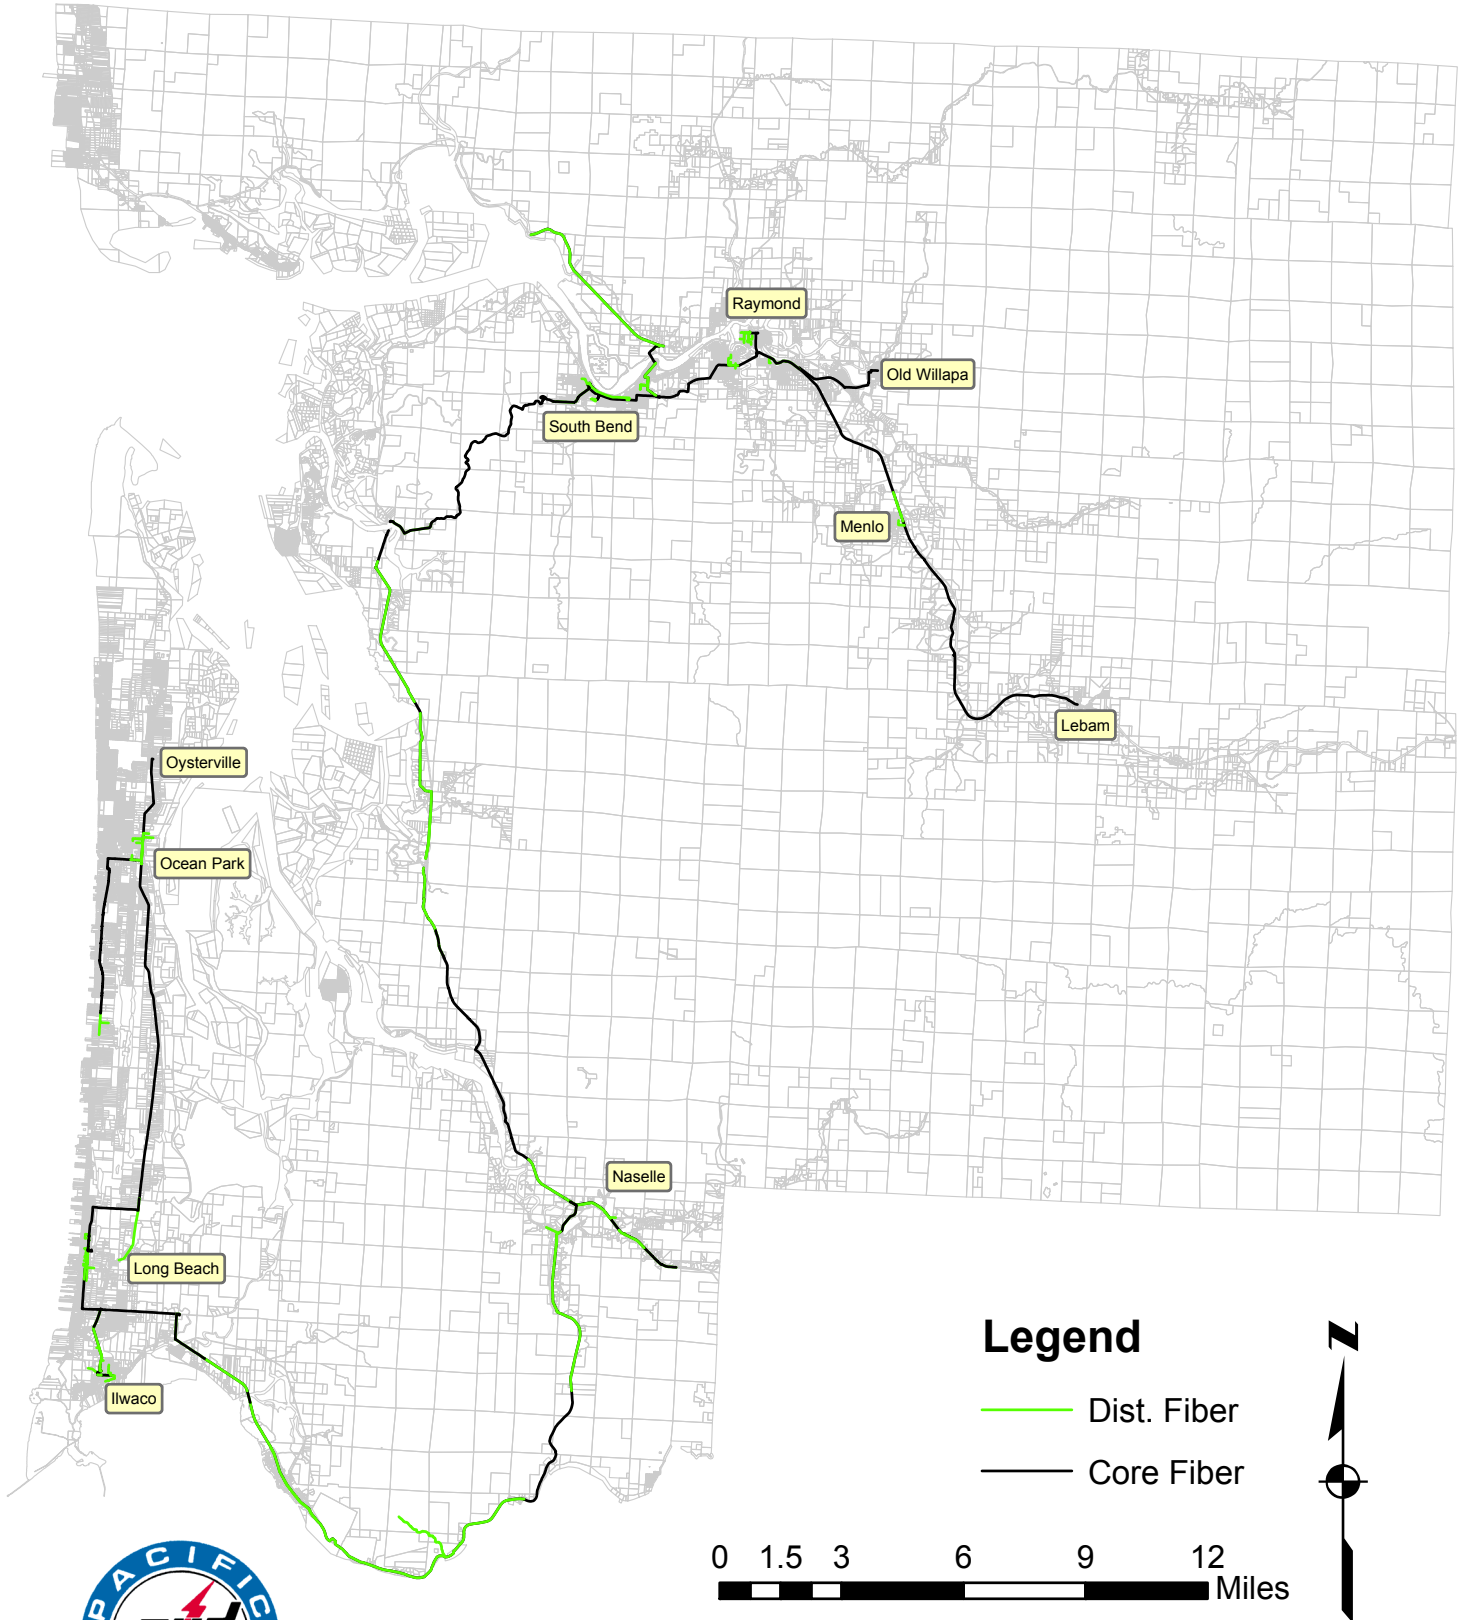 Raymond
Old Willapa
South Bend
Menlo
Lebam
Oysterville
Ocean Park
Naselle
Long Beach
Ilwaco
Legend
Dist. Fiber
Core Fiber
N
0 1.5 3 6 9 12
Miles
PACIFIC